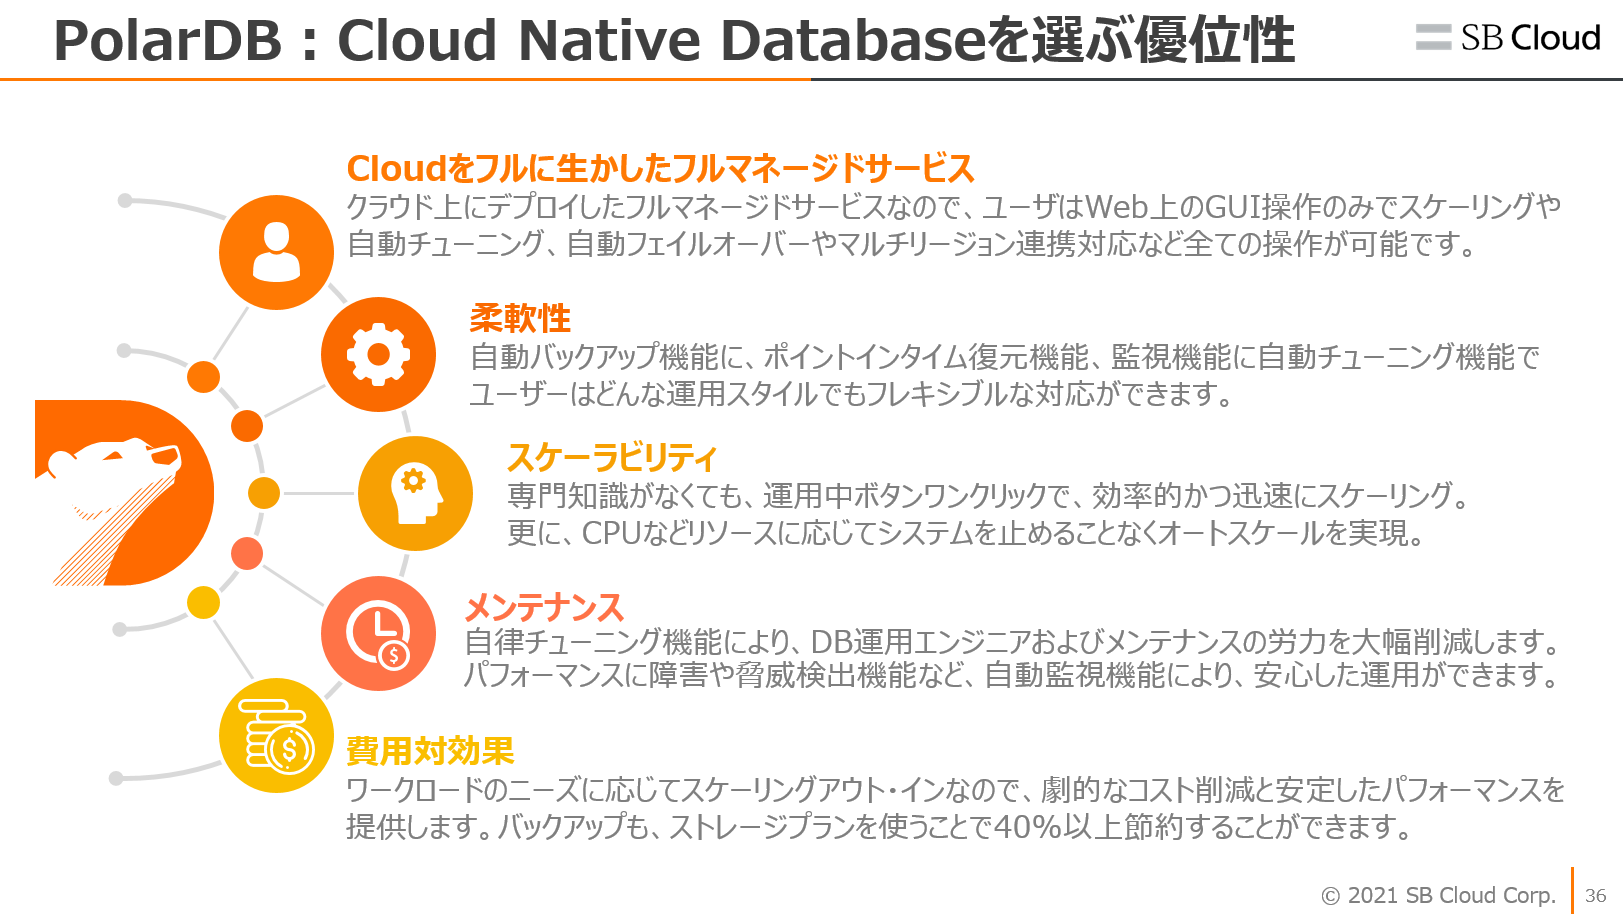 PolarDB：Cloud Native Databaseを選ぶ優位性
SB Cloud
Cloudをフルに生かしたフルマネージドサービス
クラウド上にデプロイしたフルマネージドサービスなので、ユーザはWeb上のGUI操作のみでスケーリングや
自動チューニング、自動フェイルオーバーやマルチリージョン連携対応など全ての操作が可能です。
柔軟性
自動バックアップ機能に、ポイントインタイム復元機能、監視機能に自動チューニング機能で
ユーザーはどんな運用スタイルでもフレキシブルな対応ができます。
スケーラビリティ
専門知識がなくても、運用中ボタンワンクリックで、効率的かつ迅速にスケーリング。
更に、CPUなどリソースに応じてシステムを止めることなくオートスケールを実現。
メンテナンス
自律チューニング機能により、DB運用エンジニアおよびメンテナンスの労力を大幅削減します。
パフォーマンスに障害や脅威検出機能など、自動監視機能により、安心した運用ができます。
費用対効果
ワークロードのニーズに応じてスケーリングアウト・インなので、劇的なコスト削減と安定したパフォーマンスを
提供します。バックアップも、ストレージプランを使うことで40%以上節約することができます。
© 2021 SB Cloud Corp.
36